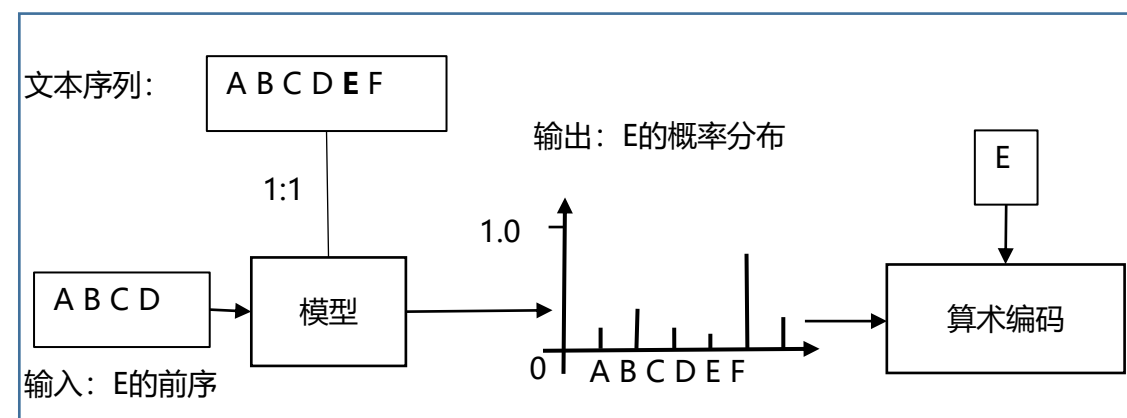 文本序列：
A B C D E F
输出：E的概率分布
E
1:1
1.0
A B C D
模型
算术编码
0
A B C D E F
输入：E的前序